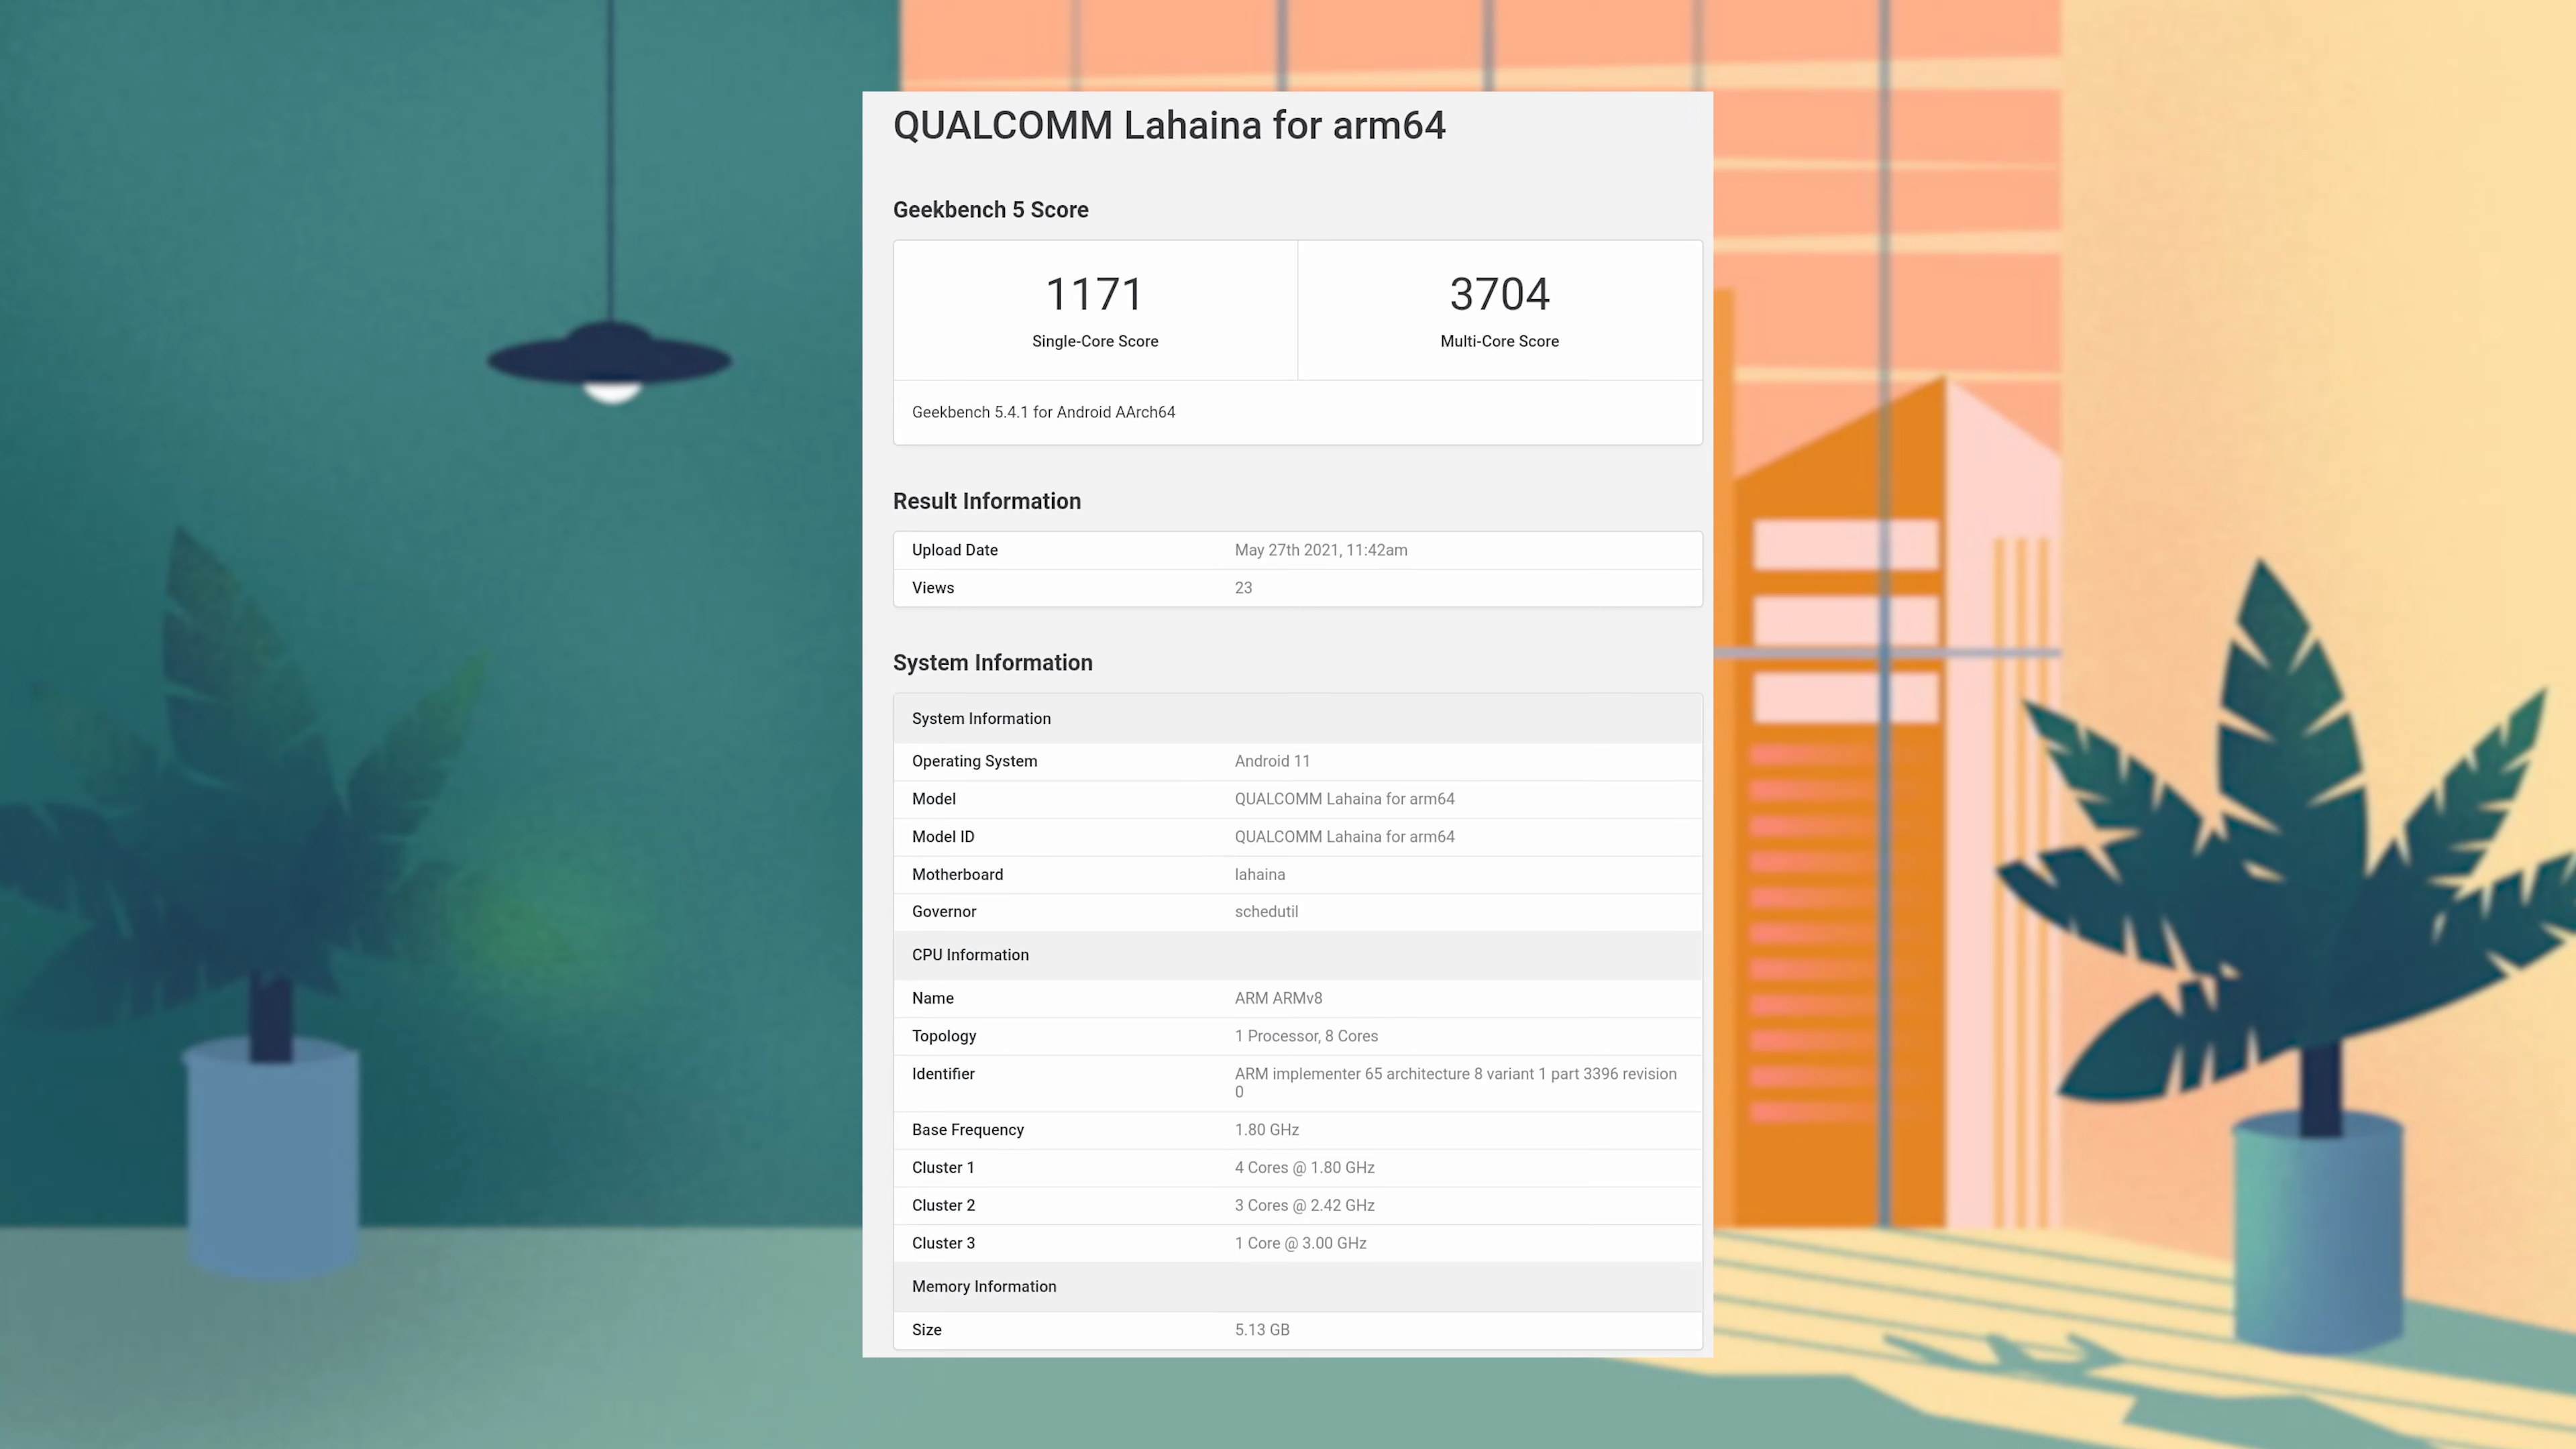 QUALCOMM Lahaina for arm64
Geekbench 5 Score
1171
Single-Core Score
3704
Multi-Core Score
Geekbench 5.4.1 for Android AArch64
Result Information
Upload Date May 27th 2021, 11:42am
Views 23
System Information
System Information
Operating System Android 11
Model QUALCOMM Lahaina for arm64
Model ID QUALCOMM Lahaina for arm64
Motherboard lahaina
Governor schedutil
CPU Information
Name ARM ARMv8
Topology 1 Processor, 8 Cores
Identifier ARM implementer 65 architecture 8 variant 1 part 3396 revision
0
Base Frequency 1.80 GHz
Cluster 1 4 Cores @ 1.80 GHz
Cluster 2 3 Cores @ 2.42 GHz
Cluster 3 1 Core @ 3.00 GHz
Memory Information
Size 5.13 GB